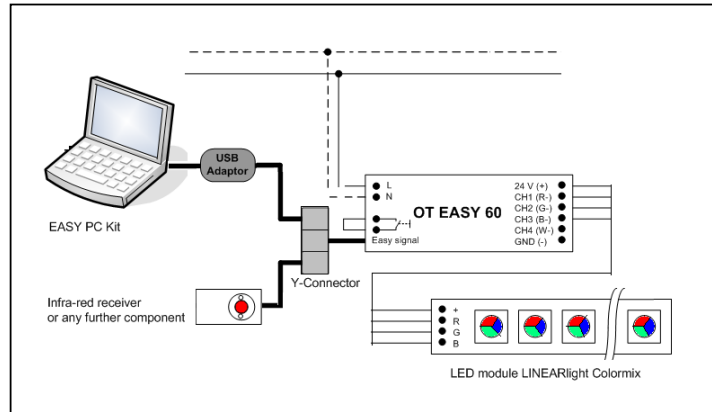 USB
Adaptor
EASY PC Kit
L
N
OT EASY 60
Easy signal
24 V (+)
CH1 (R-)
CH2 (G-)
CH3 (B-)
CH4 (W-)
GND (-)
Y-Connector
Infra-red receiver
or any further component
+
R
G
B
LED module LINEARlight Colormix